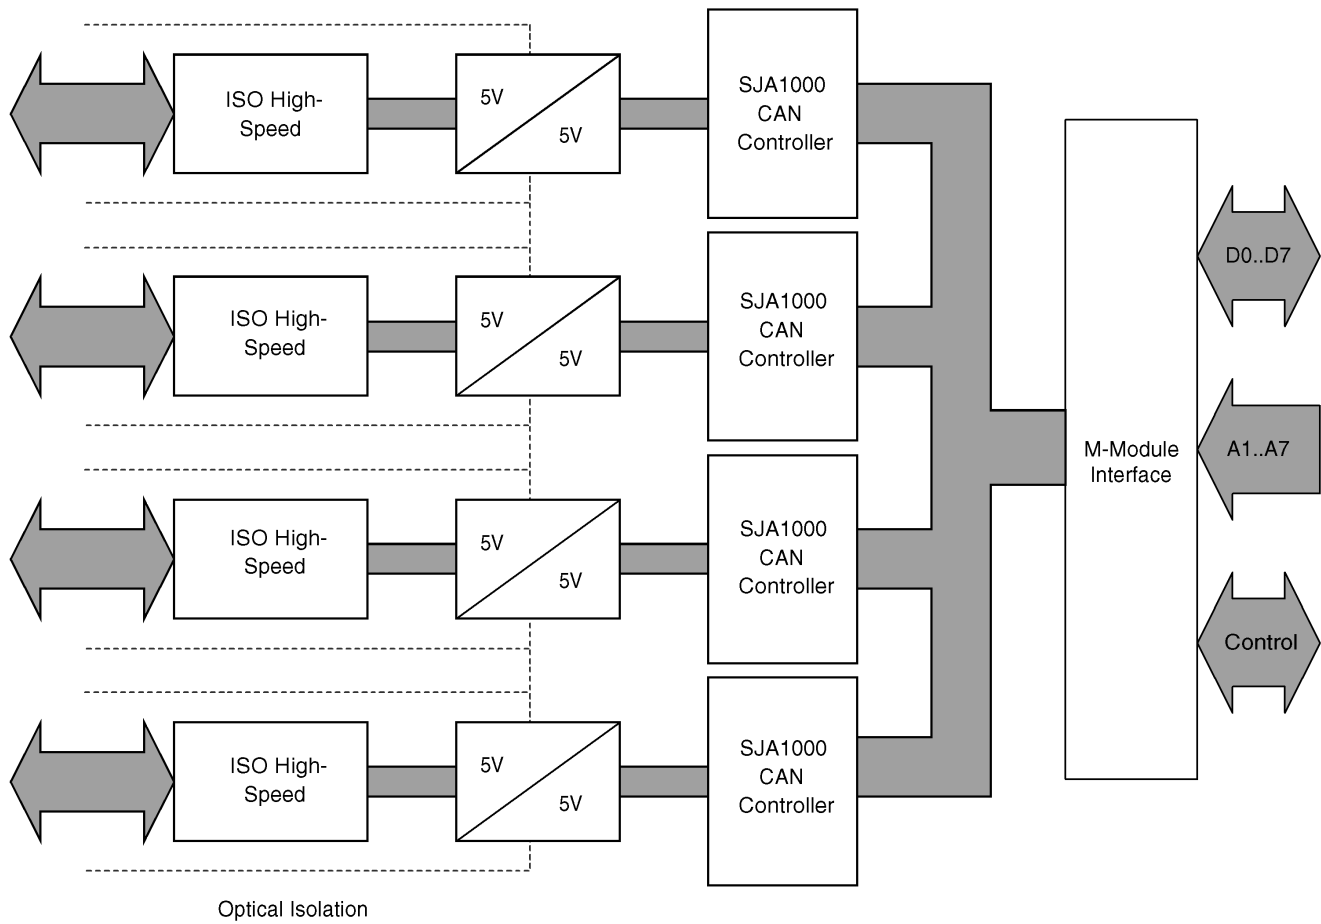 ISO High-
Speed
5V
5V
SJA1000
CAN
Controller
ISO High-
Speed
5V
5V
SJA1000
CAN
Controller
ISO High-
Speed
5V
5V
SJA1000
CAN
Controller
ISO High-
Speed
5V
5V
SJA1000
CAN
Controller
M-Module
Interface
D0..D7
A1..A7
Control
Optical Isolation